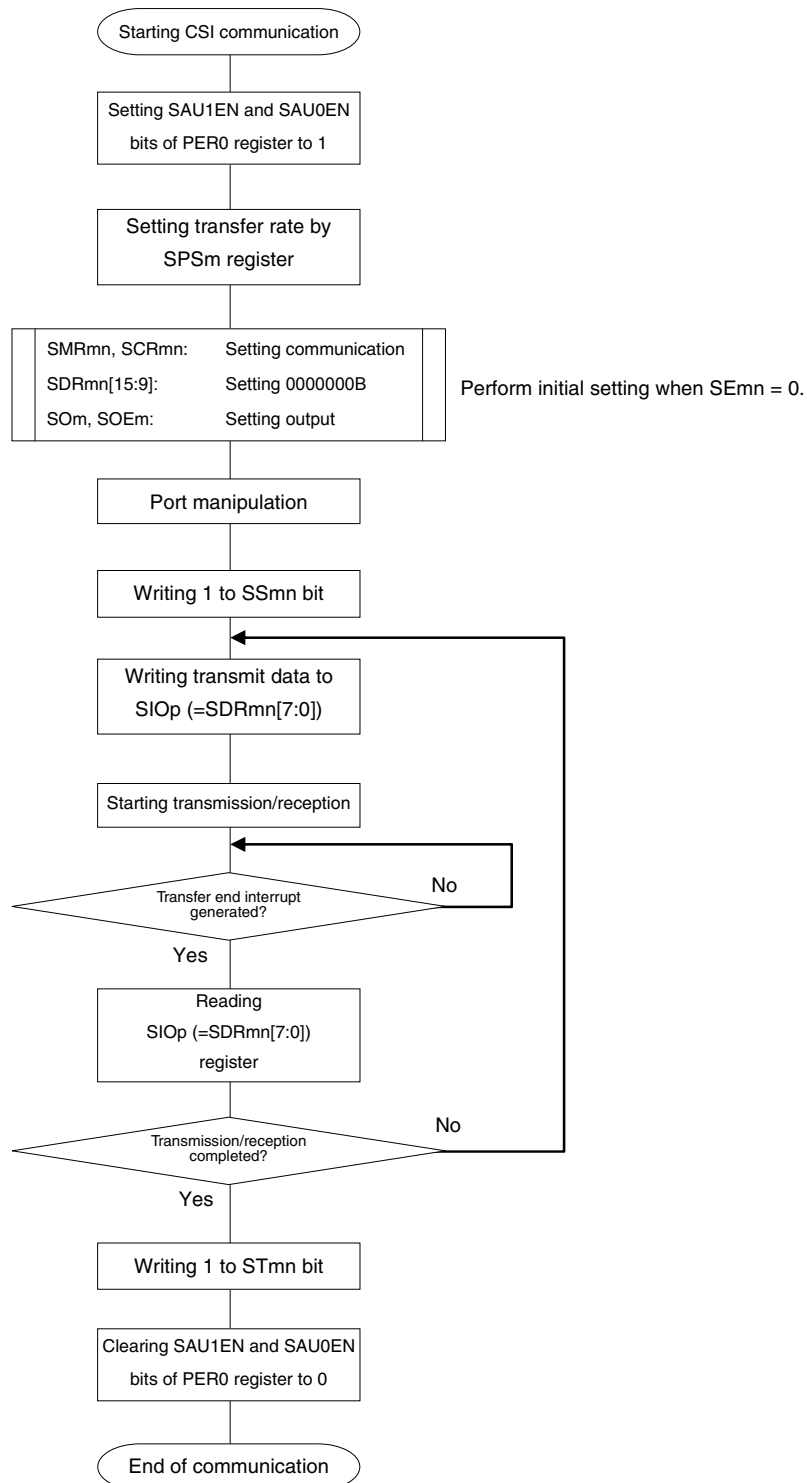 Starting CSI communication
Setting SAU1EN and SAU0EN
bits of PER0 register to 1
Setting transfer rate by
SPSm register
SMRmn, SCRmn: Setting communication
SDRmn[15:9]: Setting 0000000B
SOm, SOEm: Setting output
Perform initial setting when SEmn = 0.
Port manipulation
Writing 1 to SSmn bit
Writing transmit data to
SIOp (=SDRmn[7:0])
Starting transmission/reception
Transfer end interrupt
generated?
No
Yes
Reading
SIOp (=SDRmn[7:0])
register
Transmission/reception
completed?
No
Yes
Writing 1 to STmn bit
Clearing SAU1EN and SAU0EN
bits of PER0 register to 0
End of communication